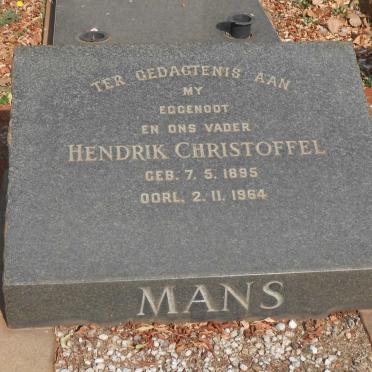 TER GEDAGTENIS AAN
MY
EGGENOOT
EN ONS VADER
HENDRIK CHRISTOFFEL
GEB. 7. 5. 1895
OORL. 2. 11. 1964
MANS